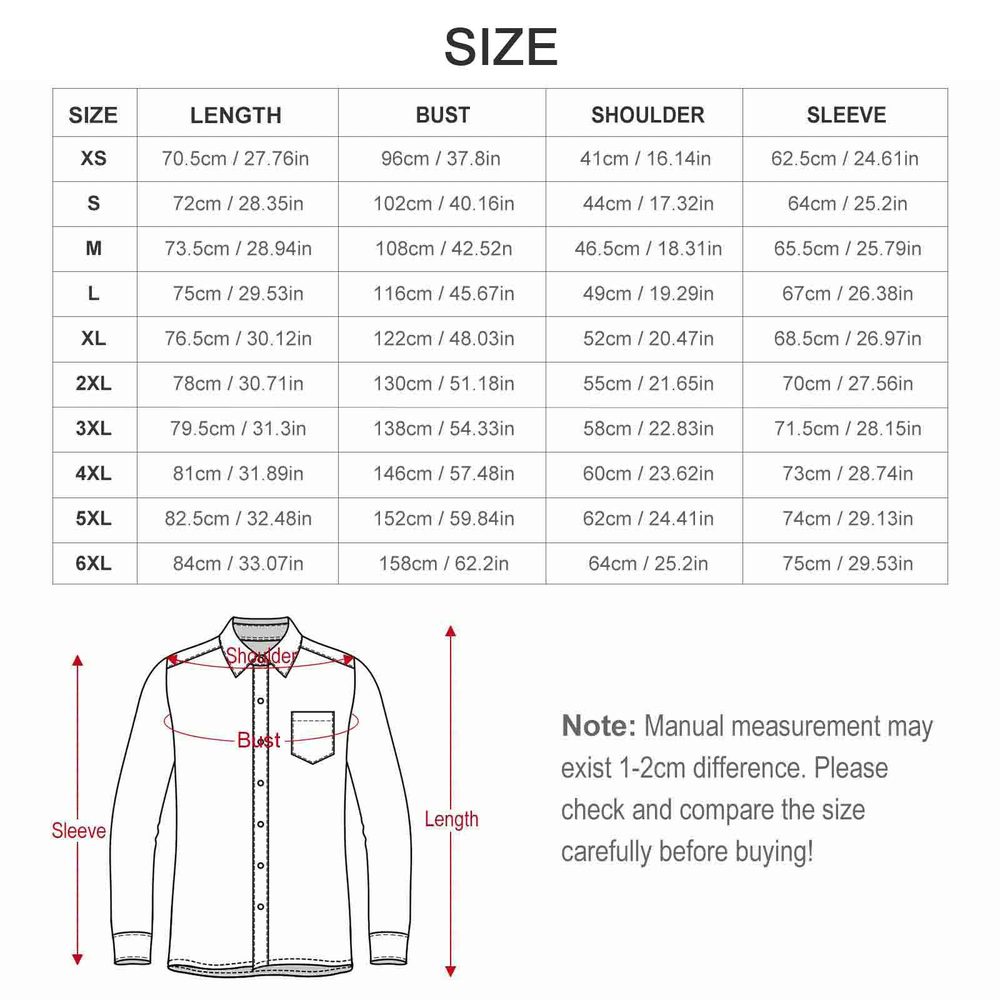 SIZE
SIZE LENGTH BUST SHOULDER SLEEVE
XS 70.5cm / 27.76in 96cm / 37.8in 41cm / 16.14in 62.5cm / 24.61in
S 72cm / 28.35in 102cm / 40.16in 44cm / 17.32in 64cm / 25.2in
M 73.5cm / 28.94in 108cm / 42.52in 46.5cm / 18.31in 65.5cm / 25.79in
L 75cm / 29.53in 116cm / 45.67in 49cm / 19.29in 67cm / 26.38in
XL 76.5cm / 30.12in 122cm / 48.03in 52cm / 20.47in 68.5cm / 26.97in
2XL 78cm / 30.71in 130cm / 51.18in 55cm / 21.65in 70cm / 27.56in
3XL 79.5cm / 31.3in 138cm / 54.33in 58cm / 22.83in 71.5cm / 28.15in
4XL 81cm / 31.89in 146cm / 57.48in 60cm / 23.62in 73cm / 28.74in
5XL 82.5cm / 32.48in 152cm / 59.84in 62cm / 24.41in 74cm / 29.13in
6XL 84cm / 33.07in 158cm / 62.2in 64cm / 25.2in 75cm / 29.53in
Shoulder
Bust
Sleeve
Length
Note: Manual measurement may
exist 1-2cm difference. Please
check and compare the size
carefully before buying!